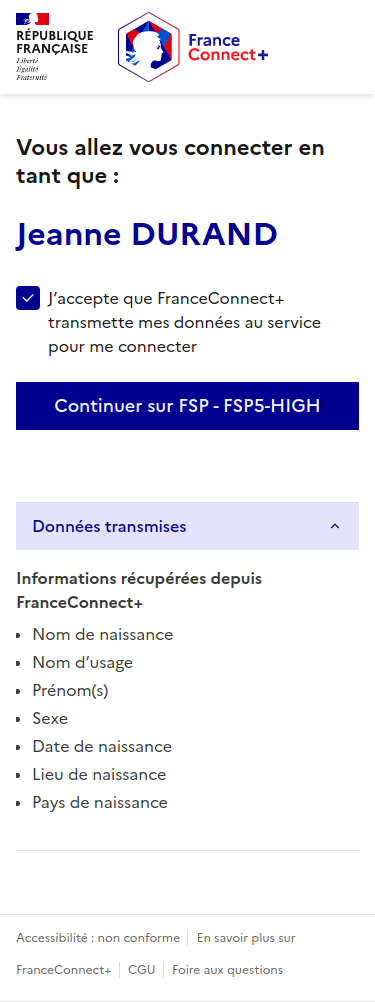 RÉPUBLIQUE
FRANÇAISE
Liberté
Égalité
Fraternité
France
Connect+
Vous allez vous connecter en
tant que :
Jeanne DURAND
J’accepte que FranceConnect+
transmette mes données au service
pour me connecter
Continuer sur FSP - FSP5-HIGH
Données transmises
Informations récupérées depuis
FranceConnect+
• Nom de naissance
• Nom d’usage
• Prénom(s)
• Sexe
• Date de naissance
• Lieu de naissance
• Pays de naissance
Accessibilité : non conforme En savoir plus sur
FranceConnect+ CGU Foire aux questions